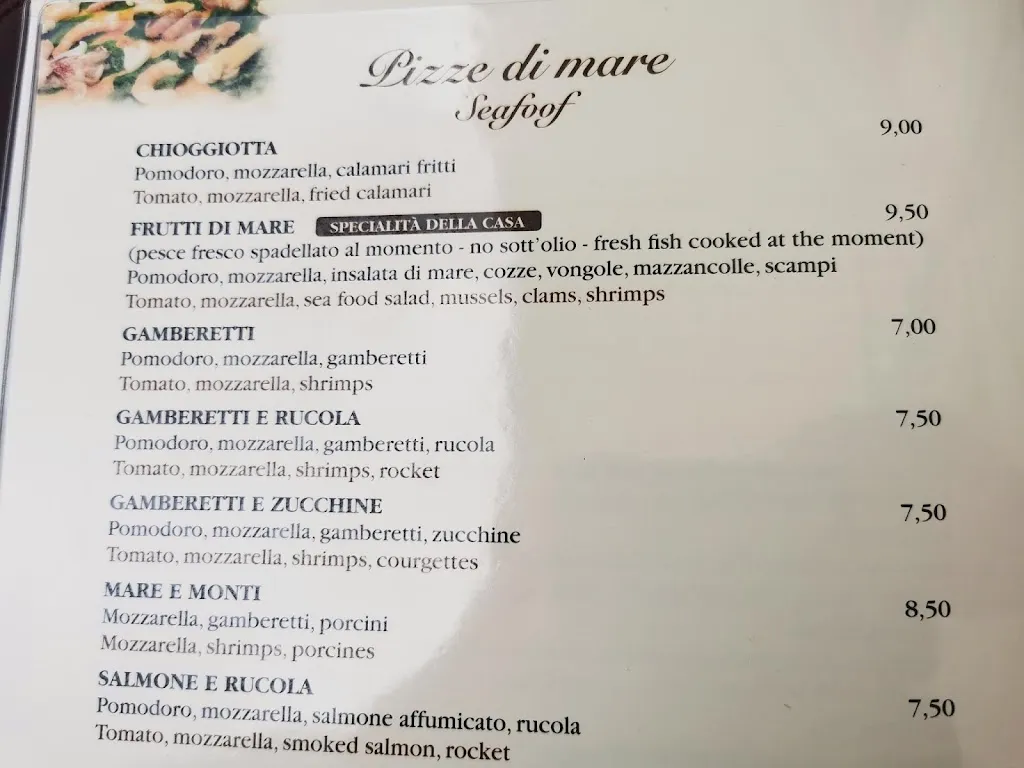 Pizze di mare
Seafoof
CHIOGGIOTTA 9,00
Pomodoro, mozzarella, calamari fritti
Tomato, mozzarella, fried calamari
FRUTTI DI MARE SPECIALITÀ DELLA CASA 9,50
(pesce fresco spadellato al momento - no sott'olio - fresh fish cooked at the moment)
Pomodoro, mozzarella, insalata di mare, cozze, vongole, mazzancolle, scampi
Tomato, mozzarella, sea food salad, mussels, clams, shrimps
GAMBERETTI 7,00
Pomodoro, mozzarella, gamberetti
Tomato, mozzarella, shrimps
GAMBERETTI E RUCOLA 7,50
Pomodoro, mozzarella, gamberetti, rucola
Tomato, mozzarella, shrimps, rocket
GAMBERETTI E ZUCCHINE 7,50
Pomodoro, mozzarella, gamberetti, zucchine
Tomato, mozzarella, shrimps, courgettes
MARE E MONTI 8,50
Mozzarella, gamberetti, porcini
Mozzarella, shrimps, porcines
SALMONE E RUCOLA 7,50
Pomodoro, mozzarella, salmone affumicato, rucola
Tomato, mozzarella, smoked salmon, rocket